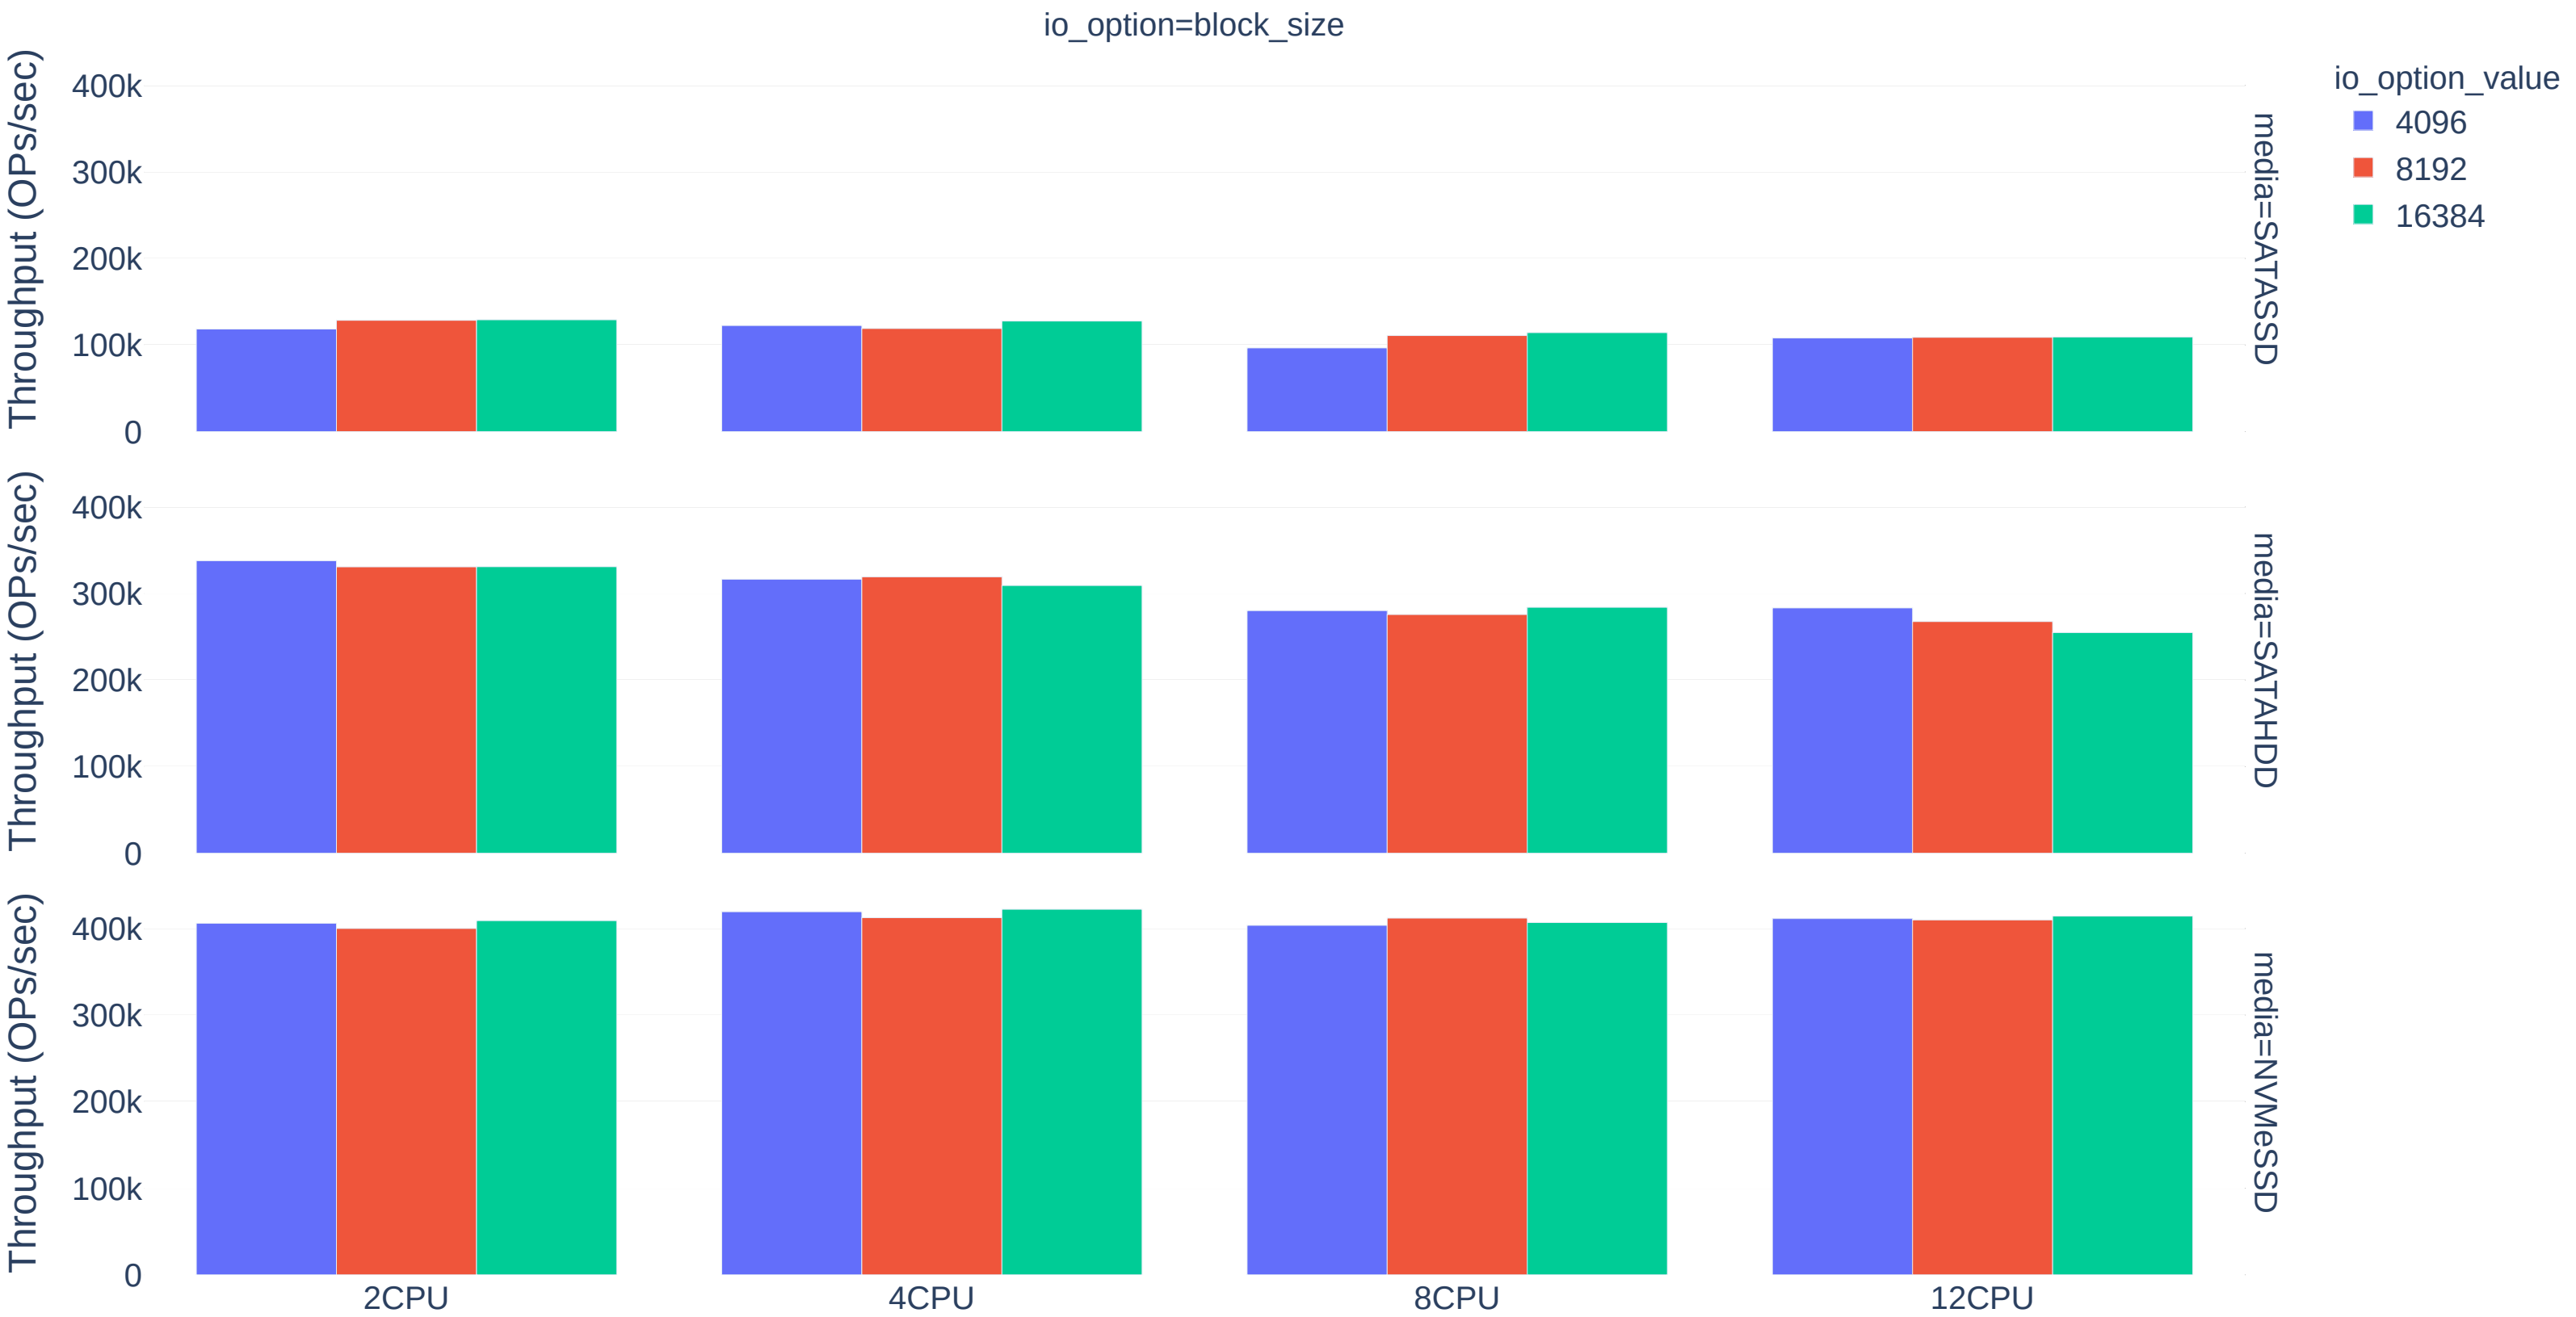 io_option=block_size
io_option_value
4096
8192
16384
Throughput (OPs/sec)
400k
300k
200k
100k
0
media=SATASSD
Throughput (OPs/sec)
400k
300k
200k
100k
0
media=SATAHDD
Throughput (OPs/sec)
400k
300k
200k
100k
0
media=NVMeSSD
2CPU
4CPU
8CPU
12CPU